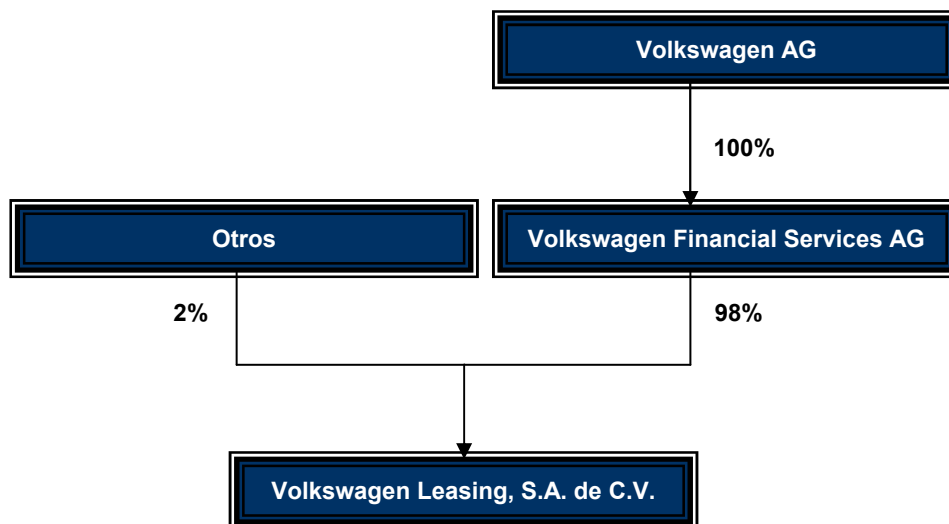 Volkswagen AG
100%
Otros
Volkswagen Financial Services AG
2%
98%
Volkswagen Leasing, S.A. de C.V.